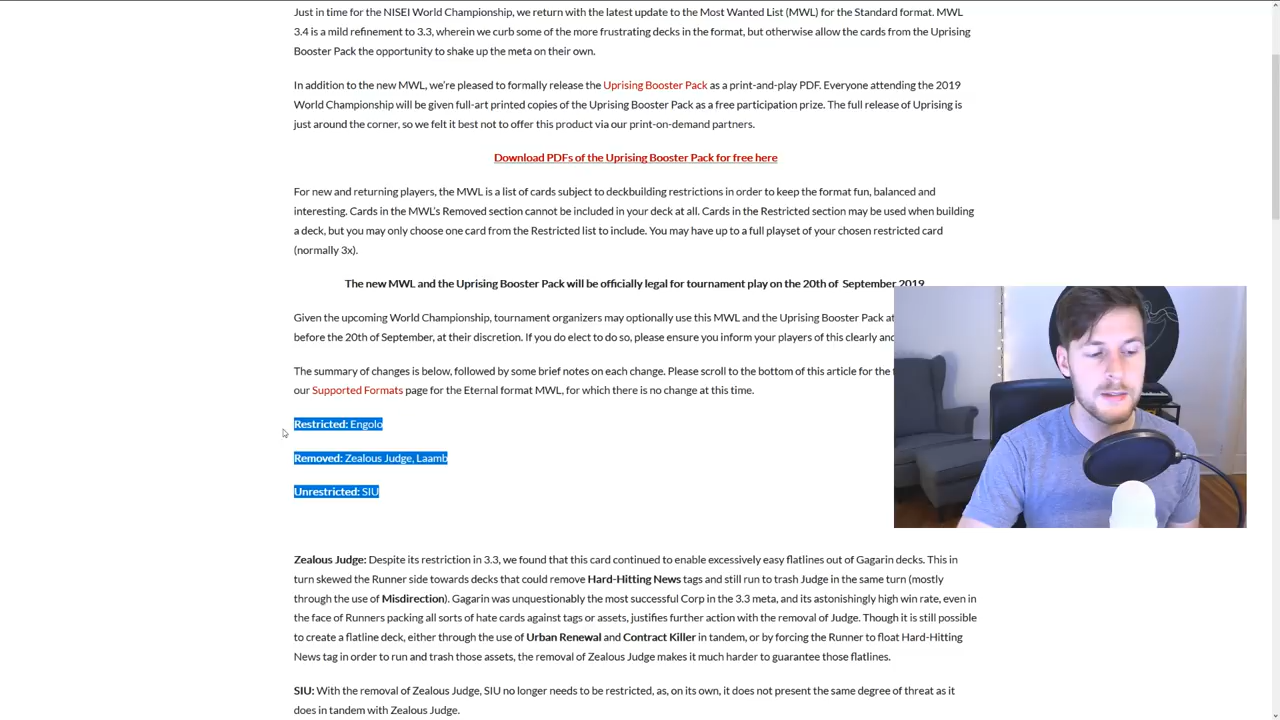 Just in time for the NISEI World Championship, we return with the latest update to the Most Wanted List (MWL) for the Standard format. MWL
3.4 is a mild refinement to 3.3, wherein we curb some of the more frustrating decks in the format, but otherwise allow the cards from the Uprising
Booster Pack the opportunity to shake up the meta on their own.
In addition to the new MWL, we're pleased to formally release the Uprising Booster Pack as a print-and-play PDF. Everyone attending the 2019
World Championship will be given full-art printed copies of the Uprising Booster Pack as a free participation prize. The full release of Uprising is
just around the corner, so we felt it best not to offer this product via our print-on-demand partners.
Download PDFs of the Uprising Booster Pack for free here
For new and returning players, the MWL is a list of cards subject to deckbuilding restrictions in order to keep the format fun, balanced and
interesting. Cards in the MWL's Removed section cannot be included in your deck at all. Cards in the Restricted section may be used when building
a deck, but you may only choose one card from the Restricted list to include. You may have up to a full playset of your chosen restricted card
(normally 3x).
The new MWL and the Uprising Booster Pack will be officially legal for tournament play on the 20th of September 2019
Given the upcoming World Championship, tournament organizers may optionally use this MWL and the Uprising Booster Pack at
before the 20th of September, at their discretion. If you do elect to do so, please ensure you inform your players of this clearly and
The summary of changes is below, followed by some brief notes on each change. Please scroll to the bottom of this article for the
our Supported Formats page for the Eternal format MWL, for which there is no change at this time.
Restricted: Engolo
Removed: Zealous Judge, Laamb
Unrestricted: SIU
Zealous Judge: Despite its restriction in 3.3, we found that this card continued to enable excessively easy flatlines out of Gagarin decks. This in
turn skewed the Runner side towards decks that could remove Hard-Hitting News tags and still run to trash Judge in the same turn (mostly
through the use of Misdirection). Gagarin was unquestionably the most successful Corp in the 3.3 meta, and its astonishingly high win rate, even in
the face of Runners packing all sorts of hate cards against tags or assets, justifies further action with the removal of Judge. Though it is still possible
to create a flatline deck, either through the use of Urban Renewal and Contract Killer in tandem, or by forcing the Runner to float Hard-Hitting
News tag in order to run and trash those assets, the removal of Zealous Judge makes it much harder to guarantee those flatlines.
SIU: With the removal of Zealous Judge, SIU no longer needs to be restricted, as, on its own, it does not present the same degree of threat as it
does in tandem with Zealous Judge.